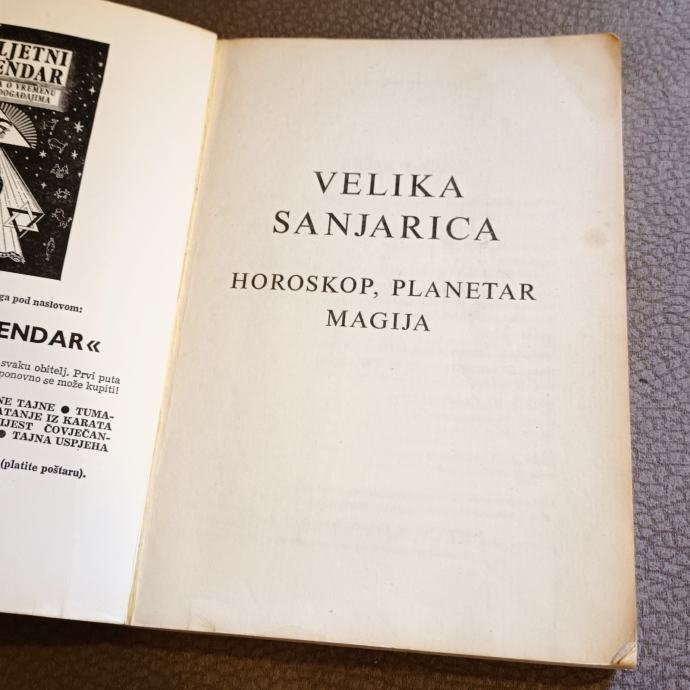 LJETNI
ENDAR
A O VREMENU
DOGAĐAJIMA
ga pod naslovom:
ENDAR«
svaku obitelj. Prvi puta
ponovno se može kupiti!
NE TAJNE ● TUMA-
ATANJE IZ KARATA
IJEST ČOVJEČAN-
● TAJNA USPJEHA
(platite poštaru).
VELIKA
SANJARICA
HOROSKOP, PLANETAR
MAGIJA